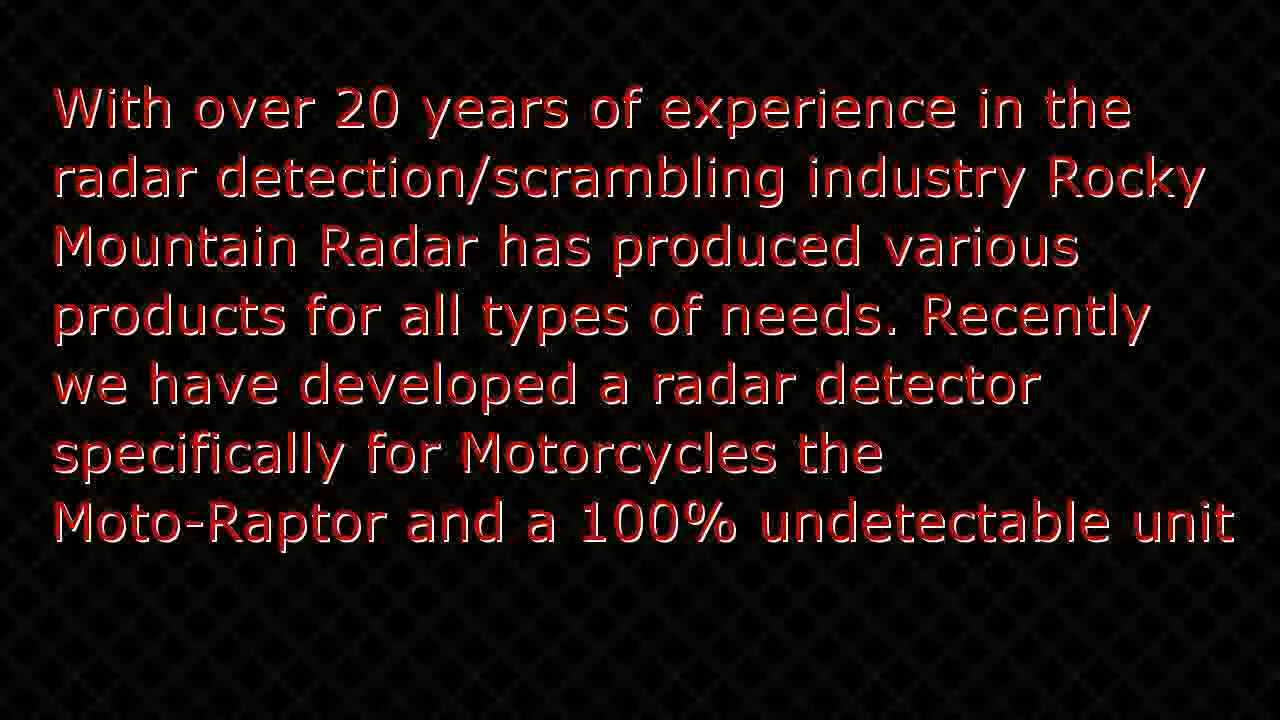 With over 20 years of experience in the
radar detection/scrambling industry Rocky
Mountain Radar has produced various
products for all types of needs. Recently
we have developed a radar detector
specifically for Motorcycles the
Moto-Raptor and a 100% undetectable unit